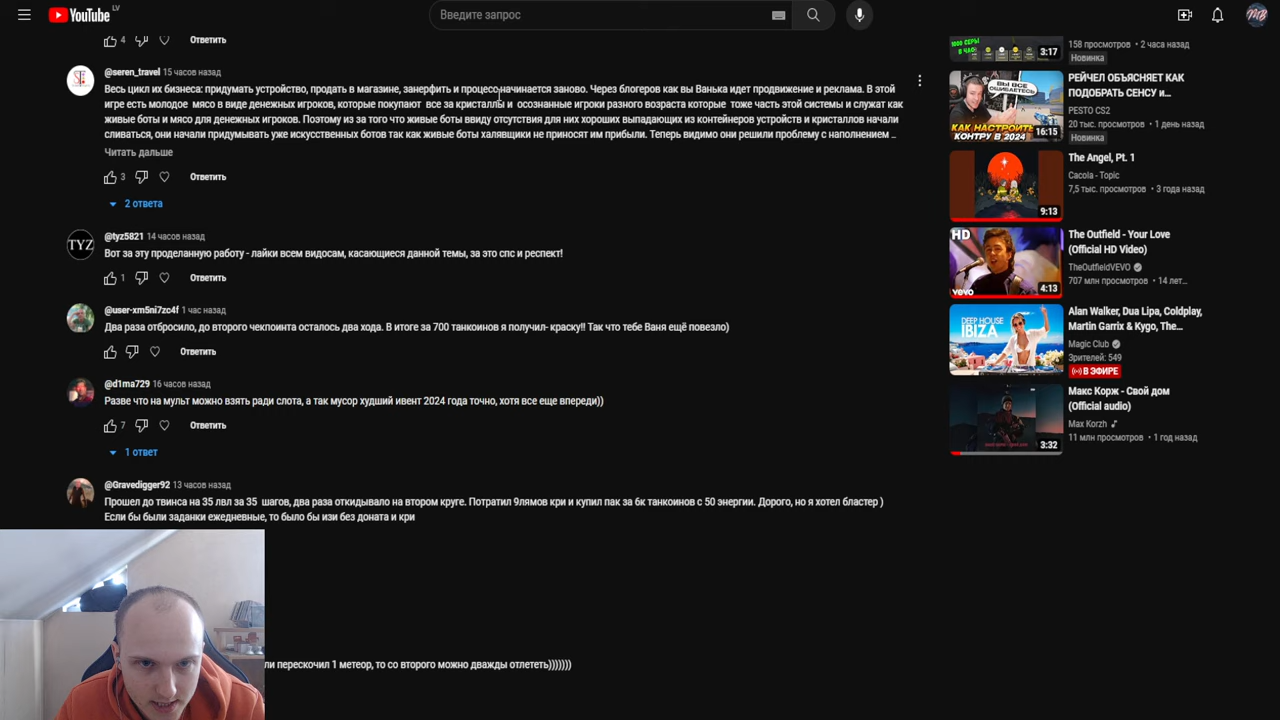 YouTube LV
Введите запрос
4 Ответить
@seren_travel 15 часов назад
Весь цикл их бизнеса: придумать устройство, продать в магазине, занерфить и процесс начинается заново. Через блогеров как вы Ванька идет продвижение и реклама. В этой
игре есть молодое мясо в виде денежных игроков, которые покупают все за кристаллы и осознанные игроки разного возраста которые тоже часть этой системы и служат как
живые боты и мясо для денежных игроков. Поэтому из за того что живые боты ввиду отсутствия для них хороших выпадающих из контейнеров устройств и кристаллов начали
сливаться, они начали придумывать уже искусственных ботов так как живые боты халявщики не приносят им прибыли. Теперь видимо они решили проблему с наполнением ..
Читать дальше
3 Ответить
2 ответа
TYZ
@tyz5821 14 часов назад
Вот за эту проделанную работу - лайки всем видосам, касающиеся данной темы, за это спс и респект!
1 Ответить
@user-xm5ni7zc4f 1 час назад
Два раза отбросило, до второго чекпоинта осталось два хода. В итоге за 700 танкоинов я получил- краску!! Так что тебе Ваня ещё повезло)
Ответить
@d1ma729 16 часов назад
Разве что на мульт можно взять ради слота, а так мусор худший ивент 2024 года точно, хотя все еще впереди))
7 Ответить
1 ответ
@Gravedigger92 13 часов назад
Прошел до твинса на 35 лвл за 35 шагов, два раза откидывало на втором круге. Потратил 9лямов кри и купил пак за 6к танкоинов с 50 энергии. Дорого, но я хотел бластер )
Если бы были заданки ежедневные, то было бы изи без доната и кри
ли перескочил 1 метеор, то со второго можно дважды отлететь)))))))
3:17
158 просмотров • 2 часа назад
Новинка
ВЫ ВСЕ
ОШИБАЕТЕСЬ
КАК НАСТРОИТЬ
КОНТРУ В 2024
16:15
РЕЙЧЕЛ ОБЪЯСНЯЕТ КАК
ПОДОБРАТЬ СЕНСУ и
PESTO CS2
20 тыс. просмотров • 1 день назад
Новинка
9:13
The Angel, Pt. 1
Cacola - Topic
7,5 тыс. просмотров • 3 года назад
HD
vevo
4:13
The Outfield - Your Love
(Official HD Video)
TheOutfieldVEVO
707 млн просмотров • 14 лет...
DEEP HOUSE
IBIZA
Alan Walker, Dua Lipa, Coldplay,
Martin Garrix & Kygo, The...
Magic Club
Зрителей: 549
В ЭФИРЕ
3:32
Макс Корж - Свой дом
(Official audio)
Max Korzh
11 млн просмотров • 1 год назад